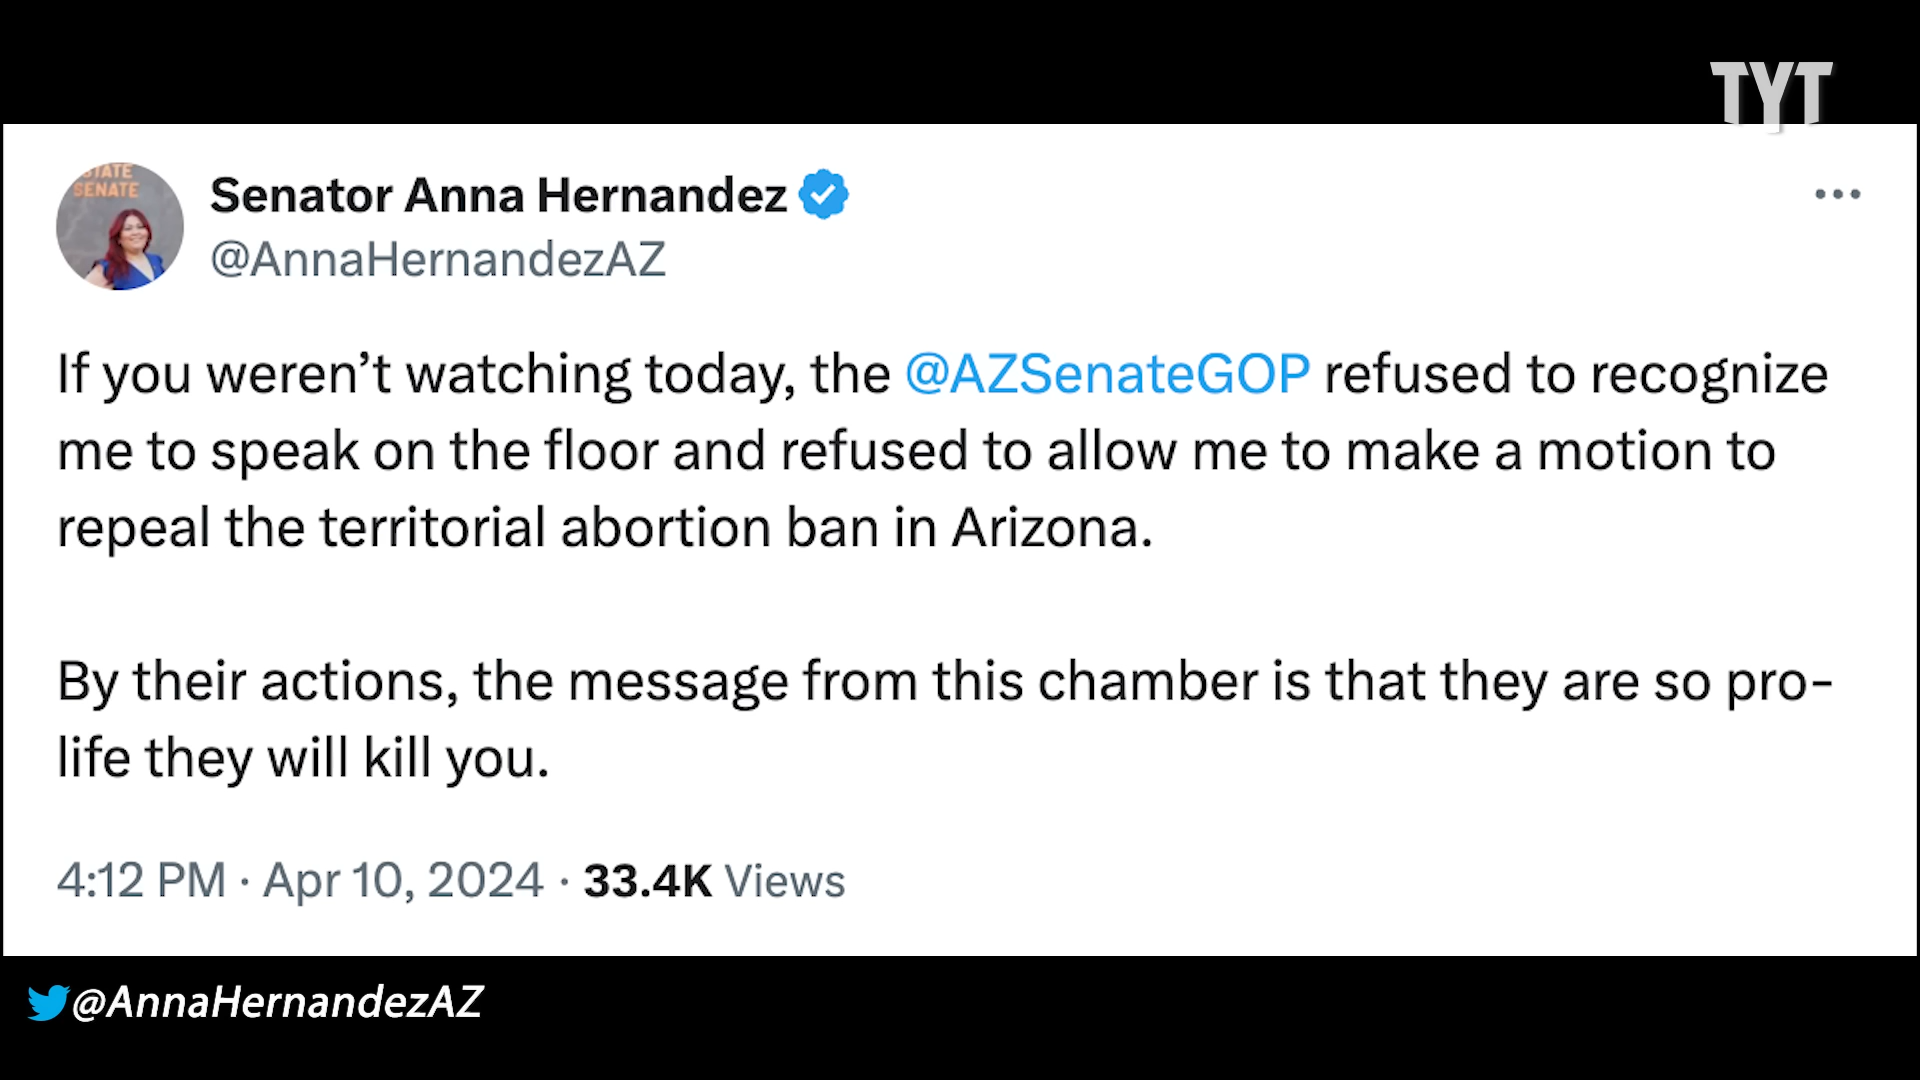 TYT
STATE
SENATE
Senator Anna Hernandez
@AnnaHernandezAZ
If you weren’t watching today, the @AZSenateGOP refused to recognize
me to speak on the floor and refused to allow me to make a motion to
repeal the territorial abortion ban in Arizona.
By their actions, the message from this chamber is that they are so pro-
life they will kill you.
4:12 PM · Apr 10, 2024 · 33.4K Views
@AnnaHernandezAZ